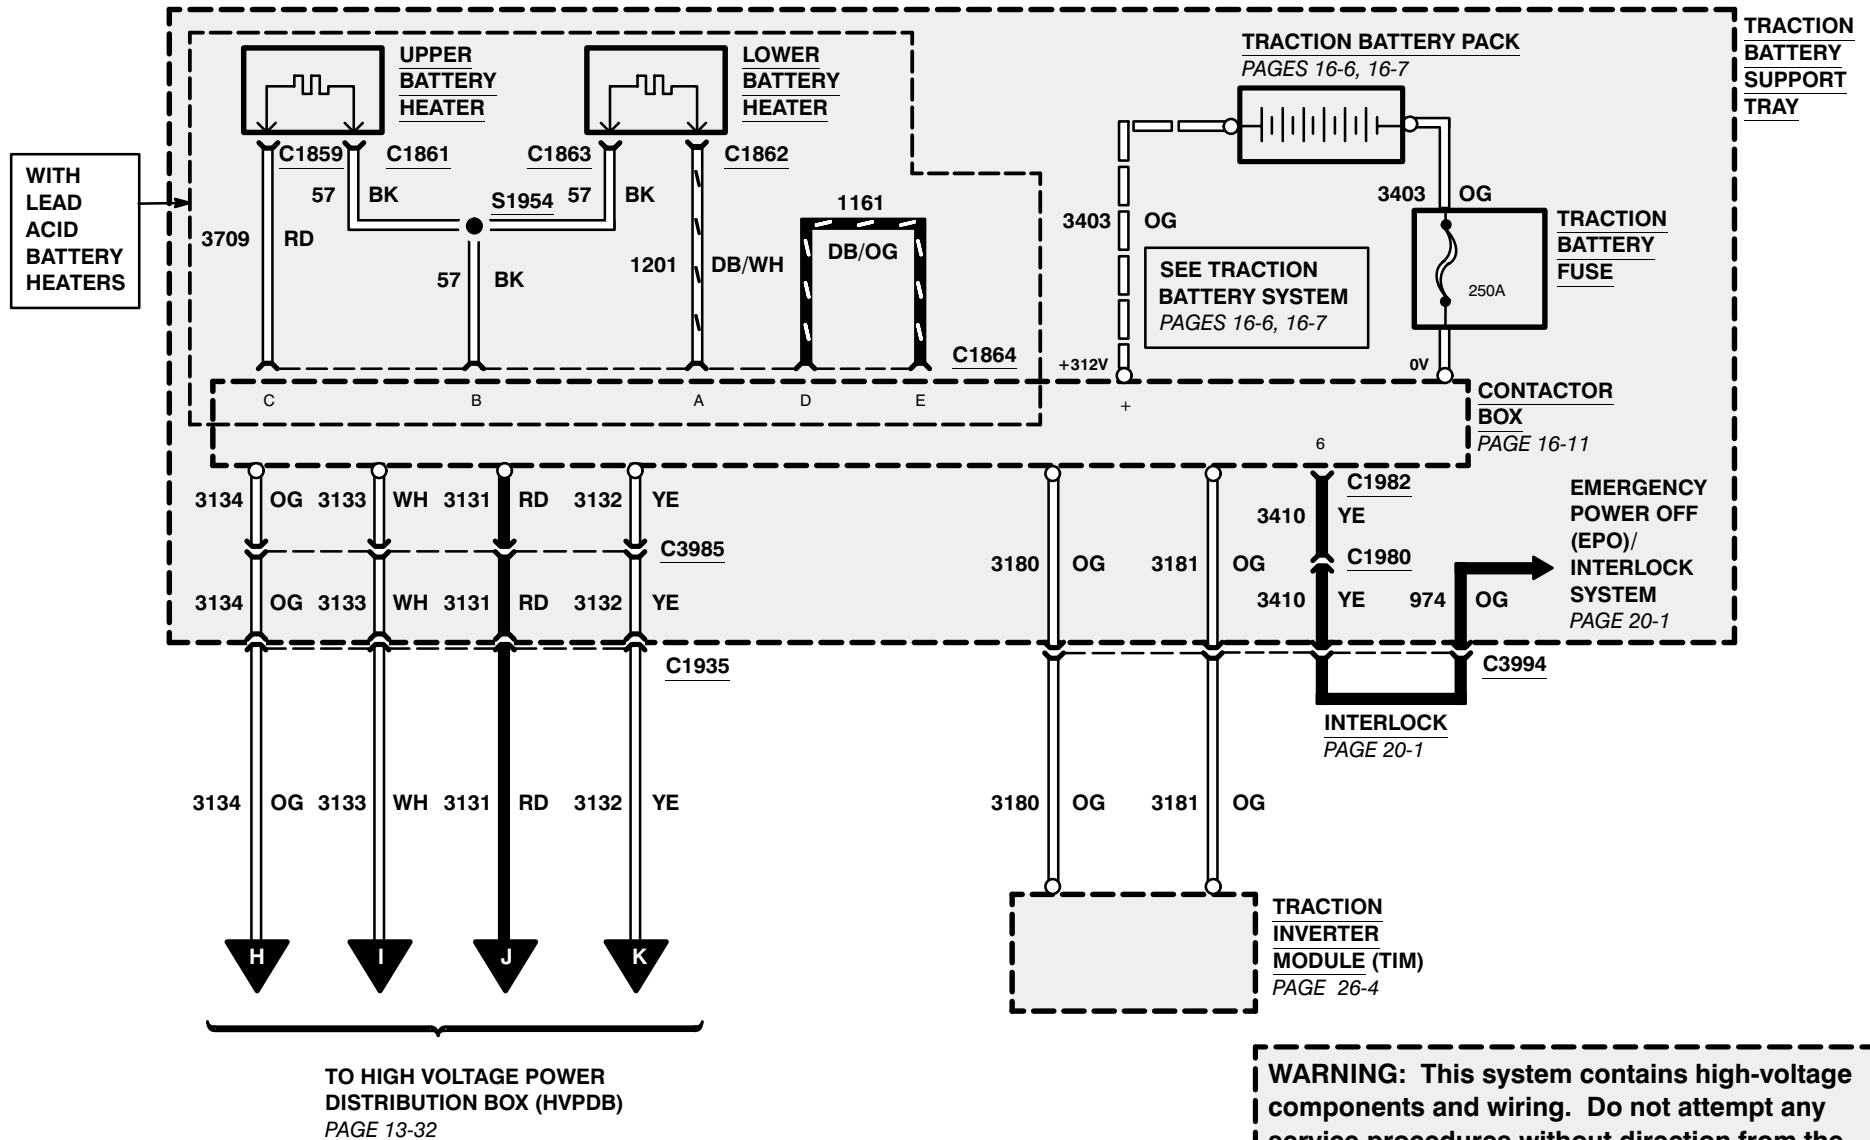 TRACTION
BATTERY
SUPPORT
TRAY
UPPER
BATTERY
HEATER
LOWER
BATTERY
HEATER
TRACTION BATTERY PACK
PAGES 16-6, 16-7
WITH
LEAD
ACID
BATTERY
HEATERS
C1859 C1861 C1863 C1862
57 BK S1954 57 BK
3709 RD
57 BK
1201 DB/WH
1161
DB/OG
3403 OG
3403 OG
TRACTION
BATTERY
FUSE
250A
SEE TRACTION
BATTERY SYSTEM
PAGES 16-6, 16-7
C1864 +312V 0V
C B A D E +
CONTACTOR
BOX
PAGE 16-11
6
3134 OG 3133 WH 3131 RD 3132 YE
C3985
3134 OG 3133 WH 3131 RD 3132 YE
C1935
C1982
3410 YE
3180 OG 3181 OG C1980
3410 YE 974 OG
EMERGENCY
POWER OFF
(EPO)/
INTERLOCK
SYSTEM
PAGE 20-1
C3994
INTERLOCK
PAGE 20-1
3134 OG 3133 WH 3131 RD 3132 YE
3180 OG 3181 OG
H I J K
TRACTION
INVERTER
MODULE (TIM)
PAGE 26-4
TO HIGH VOLTAGE POWER
DISTRIBUTION BOX (HVPDB)
PAGE 13-32
WARNING: This system contains high-voltage
components and wiring. Do not attempt any
service procedures without direction from the